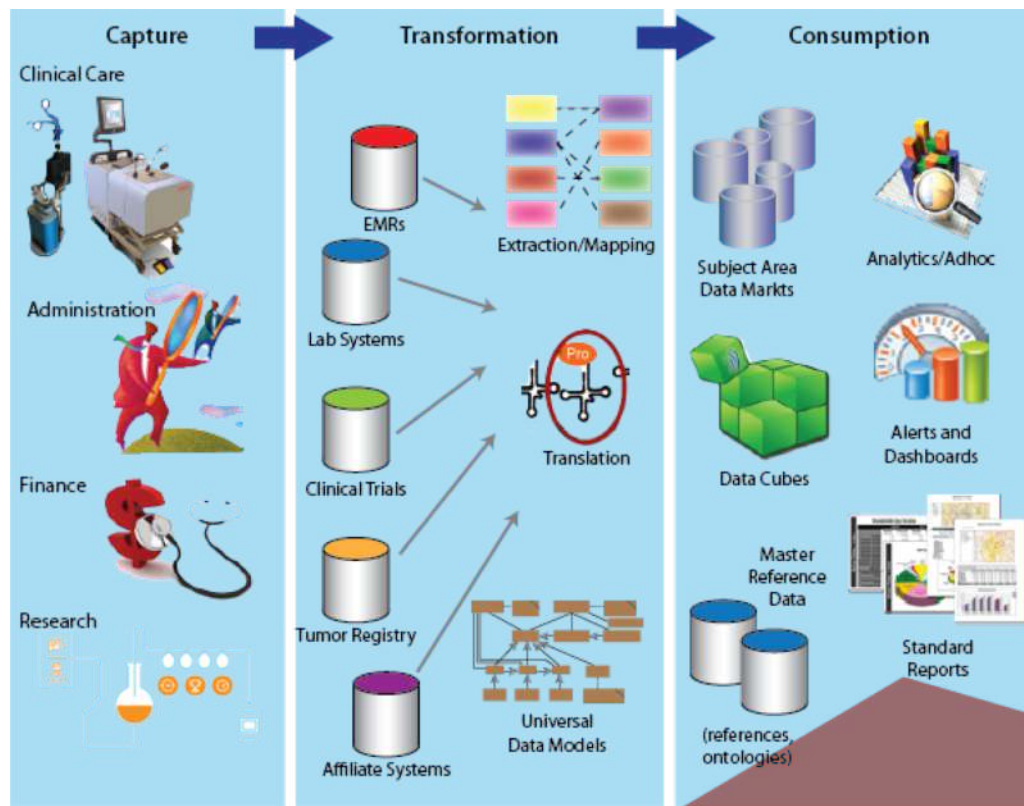 Capture
Transformation
Consumption
Clinical Care
Administration
Finance
Research
EMRs
Lab Systems
Clinical Trials
Tumor Registry
Affiliate Systems
Extraction/Mapping
Pro
Translation
Universal
Data Models
Subject Area
Data Markts
Analytics/Adhoc
Data Cubes
Alerts and
Dashboards
Master
Reference
Data
(references,
ontologies)
Standard
Reports